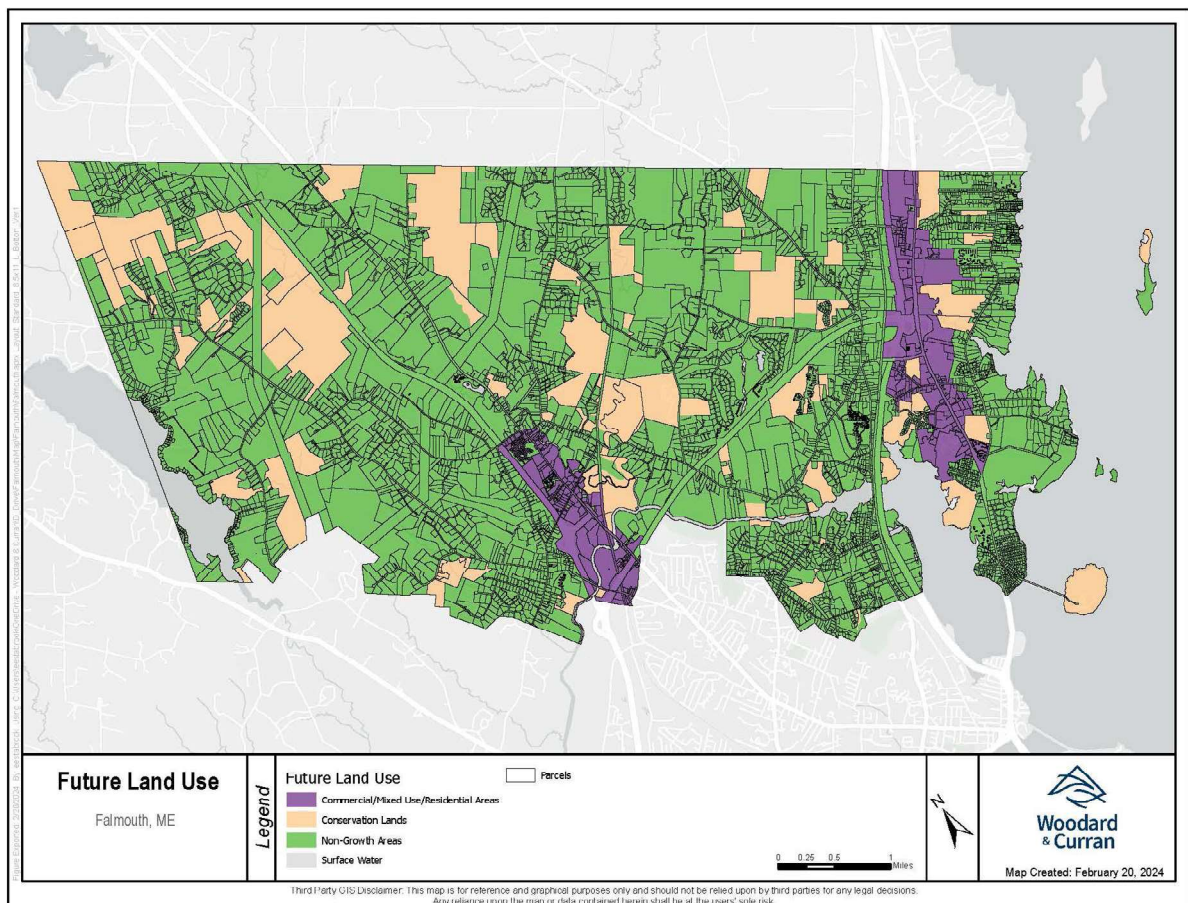 Future Land Use
Falmouth, ME
Legend
Future Land Use
Parcels
Commercial/Mixed Use/Residential Areas
Conservation Lands
Non-Growth Areas
Surface Water
N
0 0.25 0.5 1
Miles
Woodard
& Curran
Map Created: February 20, 2024
Third Party GIS Disclaimer: This map is for reference and graphical purposes only and should not be relied upon by third parties for any legal decisions.
Any reliance upon the map or data contained herein shall be at the users' sole risk.